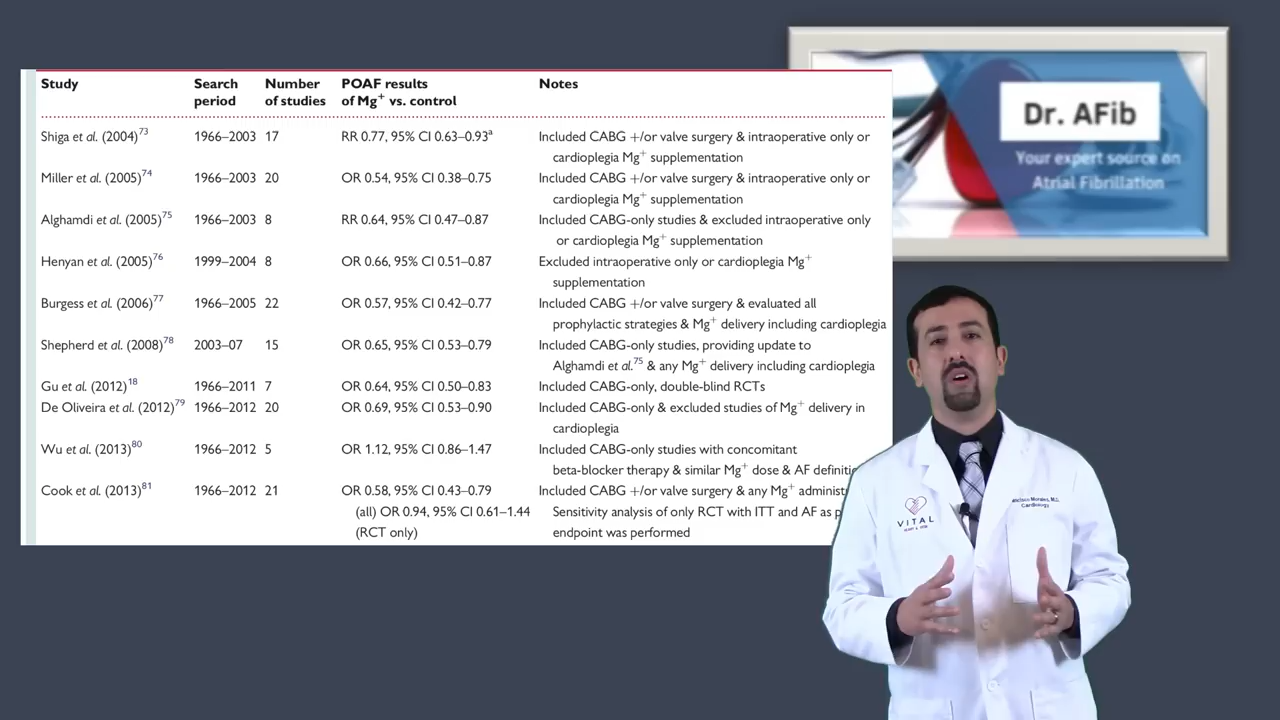 Study Search Number POAF results Notes
period of studies of Mg+ vs. control
Shiga et al. (2004)73 1966–2003 17 RR 0.77, 95% CI 0.63–0.93a Included CABG +/or valve surgery & intraoperative only or
cardioplegia Mg+ supplementation
Miller et al. (2005)74 1966–2003 20 OR 0.54, 95% CI 0.38–0.75 Included CABG +/or valve surgery & intraoperative only or
cardioplegia Mg+ supplementation
Alghamdi et al. (2005)75 1966–2003 8 RR 0.64, 95% CI 0.47–0.87 Included CABG-only studies & excluded intraoperative only
or cardioplegia Mg+ supplementation
Henyan et al. (2005)76 1999–2004 8 OR 0.66, 95% CI 0.51–0.87 Excluded intraoperative only or cardioplegia Mg+
supplementation
Burgess et al. (2006)77 1966–2005 22 OR 0.57, 95% CI 0.42–0.77 Included CABG +/or valve surgery & evaluated all
prophylactic strategies & Mg+ delivery including cardioplegia
Shepherd et al. (2008)78 2003–07 15 OR 0.65, 95% CI 0.53–0.79 Included CABG-only studies, providing update to
Alghamdi et al.75 & any Mg+ delivery including cardioplegia
Gu et al. (2012)18 1966–2011 7 OR 0.64, 95% CI 0.50–0.83 Included CABG-only, double-blind RCTs
De Oliveira et al. (2012)79 1966–2012 20 OR 0.69, 95% CI 0.53–0.90 Included CABG-only & excluded studies of Mg+ delivery in
cardioplegia
Wu et al. (2013)80 1966–2012 5 OR 1.12, 95% CI 0.86–1.47 Included CABG-only studies with concomitant
beta-blocker therapy & similar Mg+ dose & AF
Cook et al. (2013)81 1966–2012 21 OR 0.58, 95% CI 0.43–0.79 Included CABG +/or valve surgery & any Mg+
(all) OR 0.94, 95% CI 0.61–1.44 Sensitivity analysis of only RCT with ITT and AF as
(RCT only) endpoint was performed
Dr. AFib
Your expert source on
Atrial Fibrillation
VITAL
Morales, M.D.
Cardiology